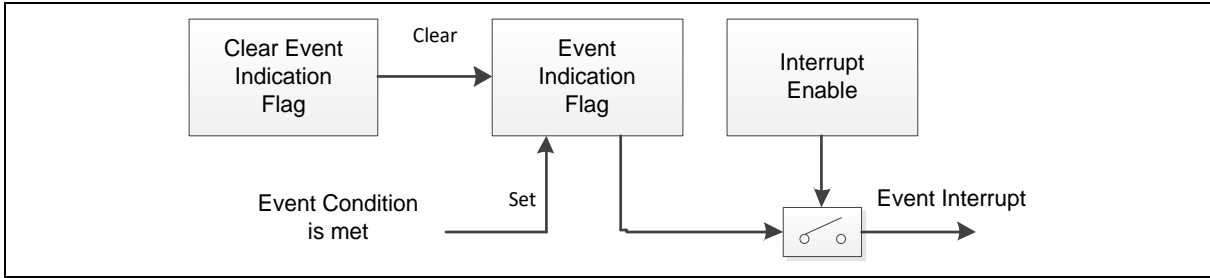 Clear Event
Indication
Flag
Clear
Event
Indication
Flag
Interrupt
Enable
Event Condition
is met
Set
Event Interrupt